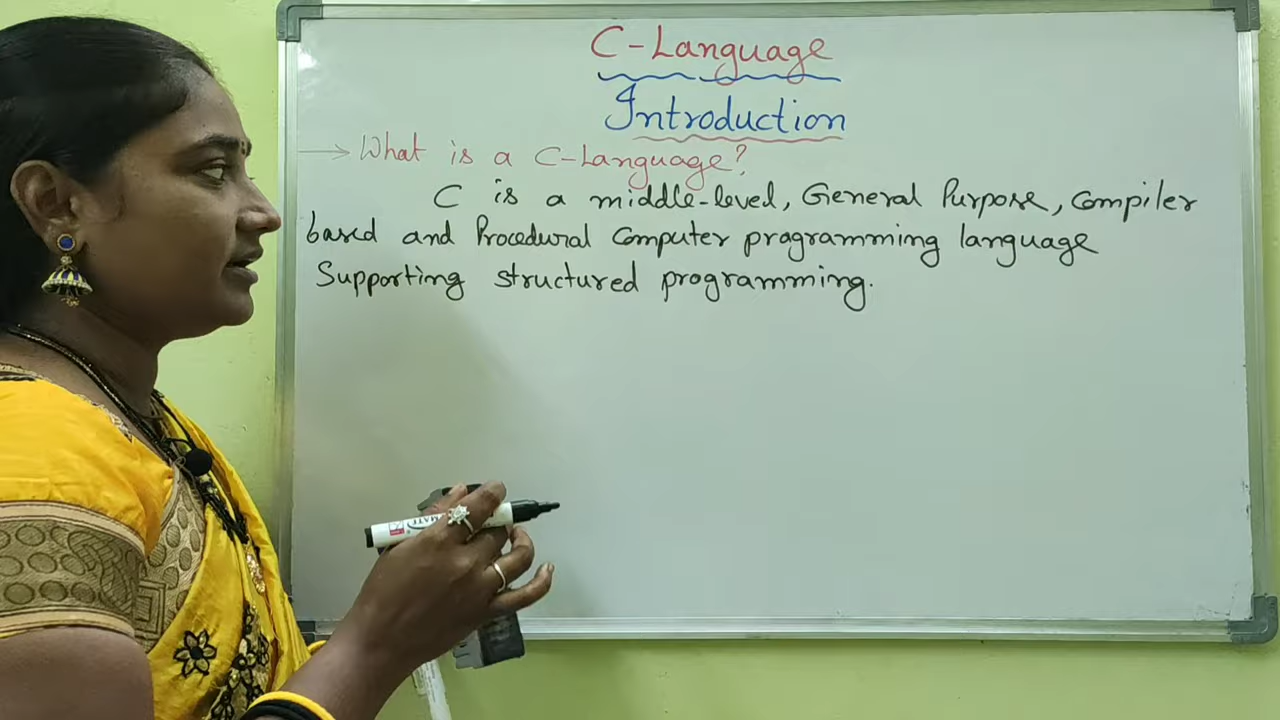 C-Language
Introduction
→ What is a C-Language?
C is a middle-level, General Purpose, Compiler
based and Procedural Computer programming language
Supporting structured programming.